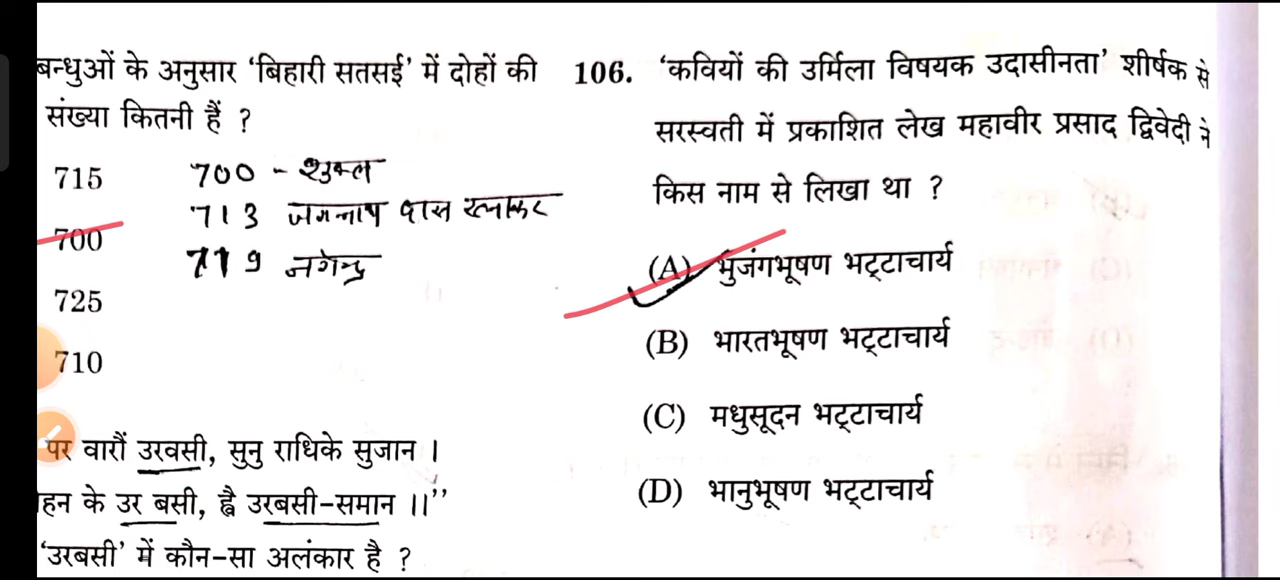 बन्धुओं के अनुसार 'बिहारी सतसई' में दोहों की
संख्या कितनी हैं ?
715
700
725
710
700 - शुक्ल
713 जगन्नाथ दास रत्नाकर
719 नगेन्द्र
पर वारौं उरवसी, सुनु राधिके सुजान ।
हन के उर बसी, ह्वै उरबसी-समान ।।”
'उरबसी' में कौन-सा अलंकार है ?
106. 'कवियों की उर्मिला विषयक उदासीनता' शीर्षक से
सरस्वती में प्रकाशित लेख महावीर प्रसाद द्विवेदी ने
किस नाम से लिखा था ?
(A) भुजंगभूषण भट्टाचार्य
(B) भारतभूषण भट्टाचार्य
(C) मधुसूदन भट्टाचार्य
(D) भानुभूषण भट्टाचार्य